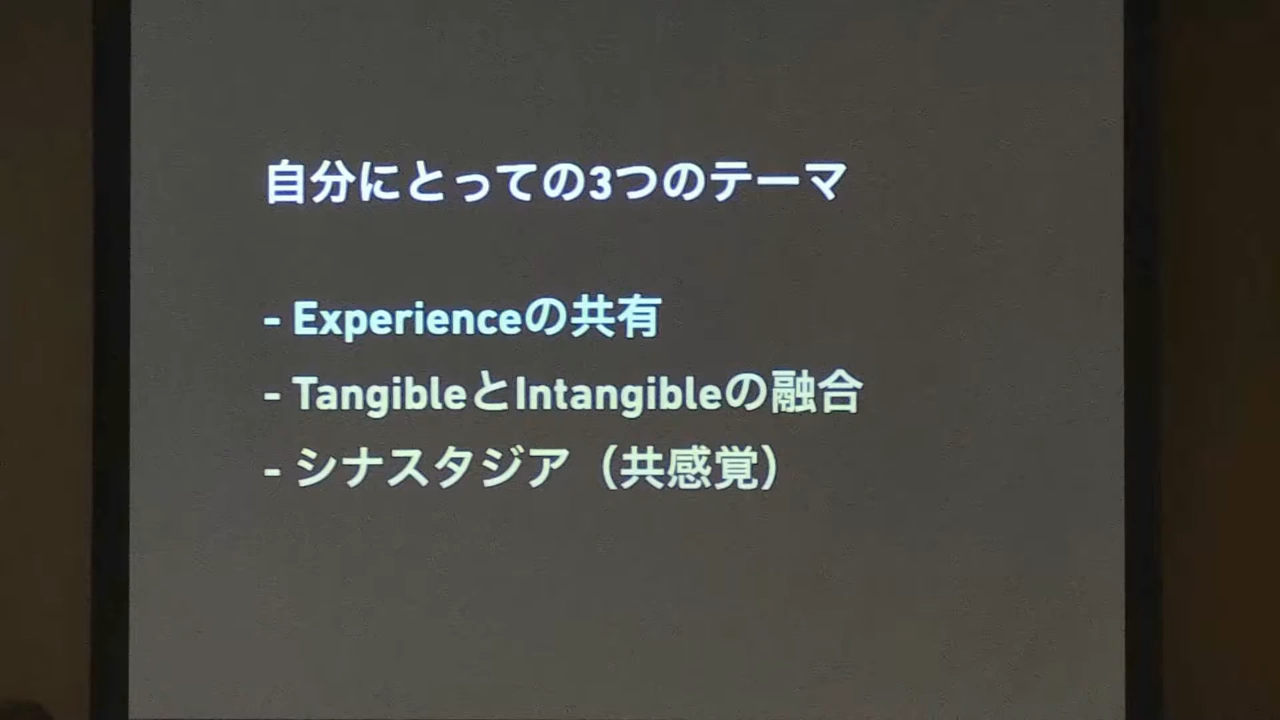 自分にとっての3つのテーマ
- Experienceの共有
- TangibleとIntangibleの融合
- シナスタジア（共感覚）